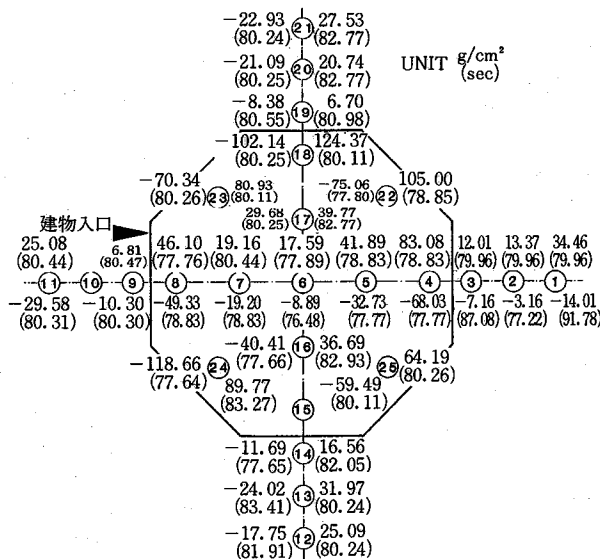 −22.93 ㉑ 27.53
(80.24) (82.77)
−21.09 ⑳ 20.74
(80.25) (82.77)
UNIT g/cm²
(sec)
−8.38 ⑲ 6.70
(80.55) (80.98)
−102.14 ⑱ 124.37
(80.25) (80.11)
−70.34 ㉓ 80.93
(80.26) (80.11)
−75.06 ㉒ 105.00
(77.80) (78.85)
29.68 ⑰ 39.77
(80.25) (82.77)
建物入口
25.08 6.81 46.10 19.16 17.59 41.89 83.08 12.01 13.37 34.46
(80.44) (80.47) (77.76) (80.44) (77.89) (78.83) (78.83) (79.96) (79.96) (79.96)
⑪ ⑩ ⑨ ⑧ ⑦ ⑥ ⑤ ④ ③ ② ①
−29.58 −10.30 −49.33 −19.20 −8.89 −32.73 −68.03 −7.16 −3.16 −14.01
(80.31) (80.30) (78.83) (78.83) (76.48) (77.77) (77.77) (87.08) (77.22) (91.78)
−40.41 ⑯ 36.69
(77.66) (82.93)
−118.66 ㉔ 89.77
(77.64) (83.27)
−59.49 ㉕ 64.19
(80.11) (80.26)
⑮
−11.69 ⑭ 16.56
(77.65) (82.05)
−24.02 ⑬ 31.97
(83.41) (80.24)
−17.75 ⑫ 25.09
(81.91) (80.24)